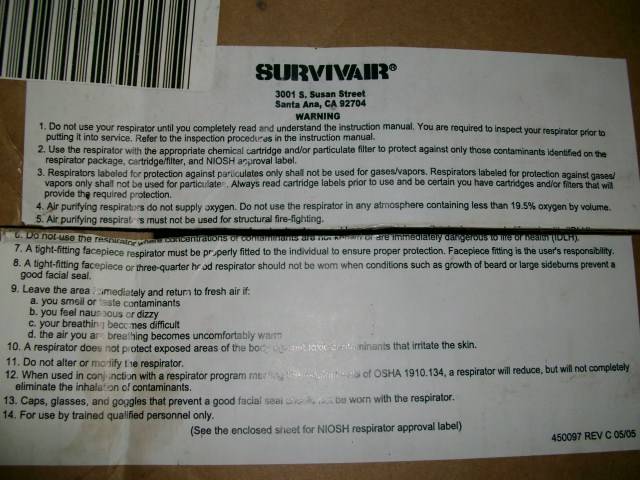 SURVIVAIR®
3001 S. Susan Street
Santa Ana, CA 92704
WARNING
1. Do not use your respirator until you completely read and understand the instruction manual. You are required to inspect your respirator prior to
putting it into service. Refer to the inspection procedures in the instruction manual.
2. Use the respirator with the appropriate chemical cartridge and/or particulate filter to protect against only those contaminants identified on the
respirator package, cartridge/filter, and NIOSH approval label.
3. Respirators labeled for protection against particulates only shall not be used for gases/vapors. Respirators labeled for protection against gases/
vapors only shall not be used for particulates. Always read cartridge labels prior to use and be certain you have cartridges and/or filters that will
provide the required protection.
4. Air purifying respirators do not supply oxygen. Do not use the respirator in any atmosphere containing less than 19.5% oxygen by volume.
5. Air purifying respirators must not be used for structural fire-fighting.
6. Do not use the respirator where concentrations of contaminants are not known or are immediately dangerous to life or health (IDLH).
7. A tight-fitting facepiece respirator must be properly fitted to the individual to ensure proper protection. Facepiece fitting is the user's responsibility.
8. A tight-fitting facepiece or three-quarter hood respirator should not be worn when conditions such as growth of beard or large sideburns prevent a
good facial seal.
9. Leave the area immediately and return to fresh air if:
a. you smell or taste contaminants
b. you feel nauseous or dizzy
c. your breathing becomes difficult
d. the air you are breathing becomes uncomfortably warm
10. A respirator does not protect exposed areas of the body against toxic contaminants that irritate the skin.
11. Do not alter or modify the respirator.
12. When used in conjunction with a respirator program meeting the requirements of OSHA 1910.134, a respirator will reduce, but will not completely
eliminate the inhalation of contaminants.
13. Caps, glasses, and goggles that prevent a good facial seal should not be worn with the respirator.
14. For use by trained qualified personnel only.
(See the enclosed sheet for NIOSH respirator approval label)
450097 REV C 05/05